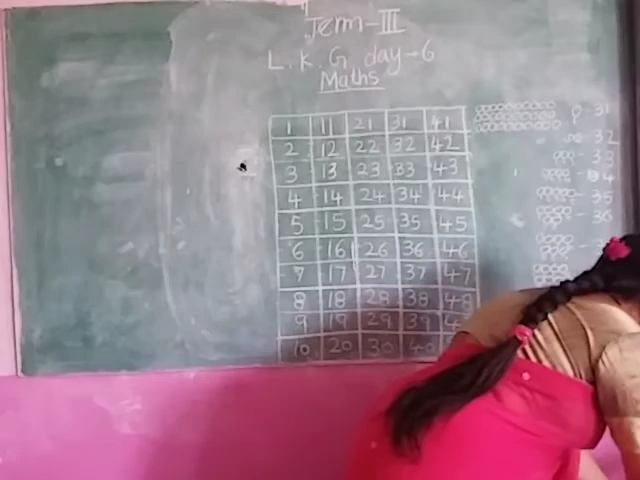 Term-III
L.K.G day-6
Maths
1 11 21 31 41
2 12 22 32 42
3 13 23 33 43
4 14 24 34 44
5 15 25 35 45
6 16 26 36 46
7 17 27 37 47
8 18 28 38 48
9 19 29 39
10 20 30 40
- 31
- 32
- 33
- 34
- 35
- 36